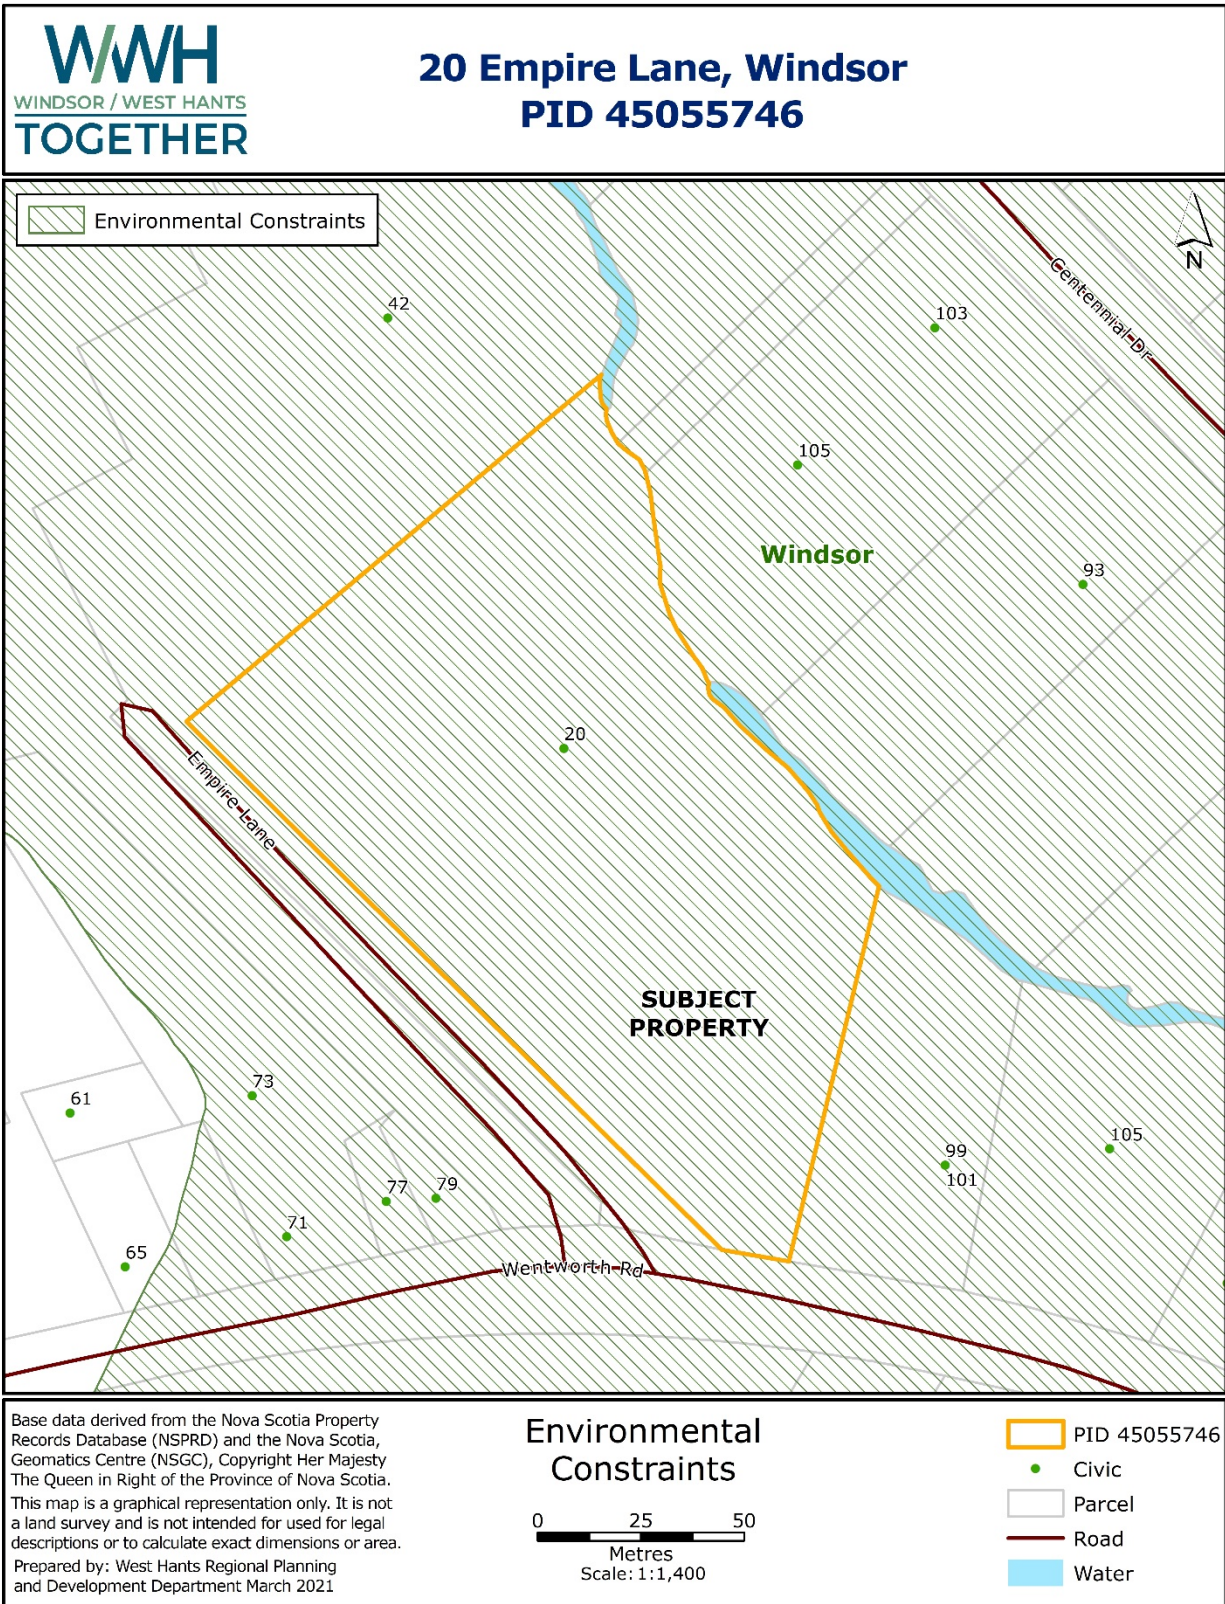 WWH
WINDSOR / WEST HANTS
TOGETHER
20 Empire Lane, Windsor
PID 45055746
Environmental Constraints
N
42
103
Centennial Dr
105
Windsor
93
20
Empire Lane
SUBJECT
PROPERTY
61
73
99
101
105
77
79
71
65
Wentworth Rd
Base data derived from the Nova Scotia Property
Records Database (NSPRD) and the Nova Scotia,
Geomatics Centre (NSGC), Copyright Her Majesty
The Queen in Right of the Province of Nova Scotia.
This map is a graphical representation only. It is not
a land survey and is not intended for used for legal
descriptions or to calculate exact dimensions or area.
Prepared by: West Hants Regional Planning
and Development Department March 2021
Environmental
Constraints
0 25 50
Metres
Scale: 1:1,400
PID 45055746
Civic
Parcel
Road
Water